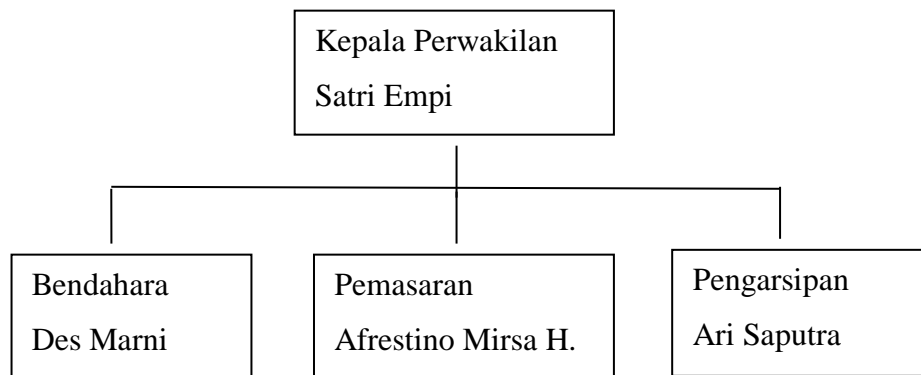 Kepala Perwakilan
Satri Empi
Bendahara
Des Marni
Pemasaran
Afrestino Mirsa H.
Pengarsipan
Ari Saputra